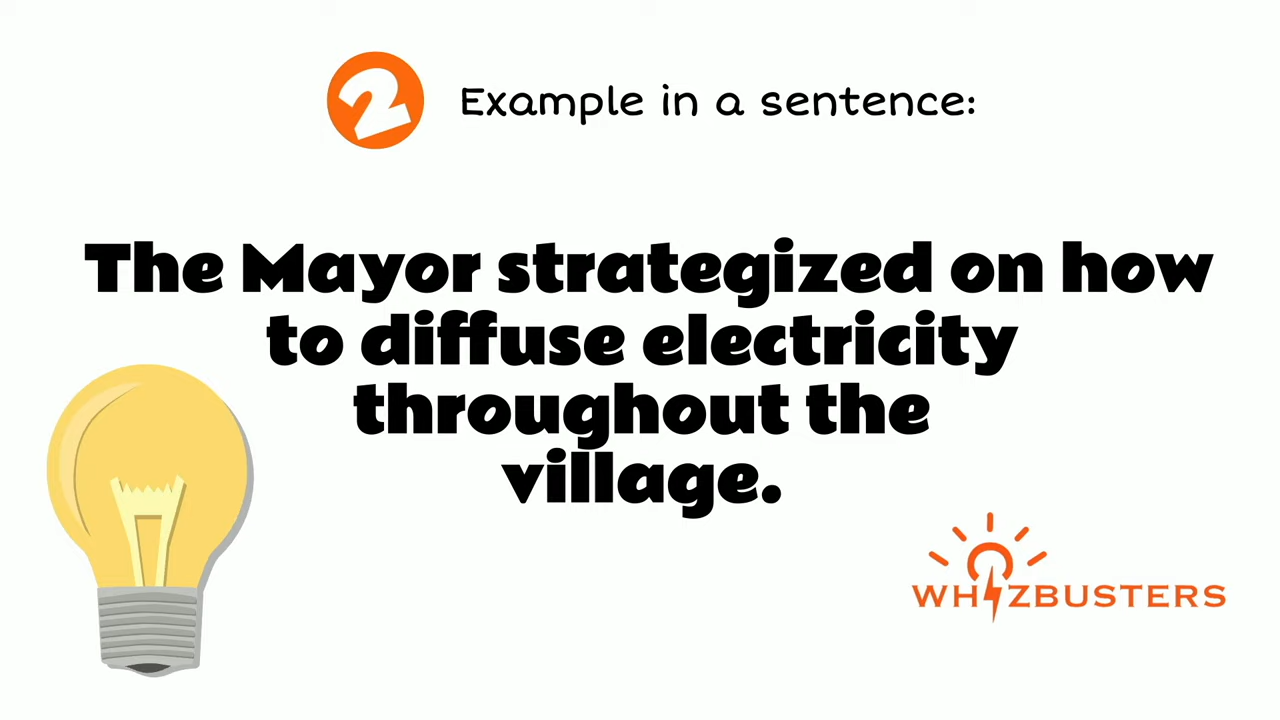 2 Example in a sentence:
The Mayor strategized on how
to diffuse electricity
throughout the
village.
WHIZBUSTERS